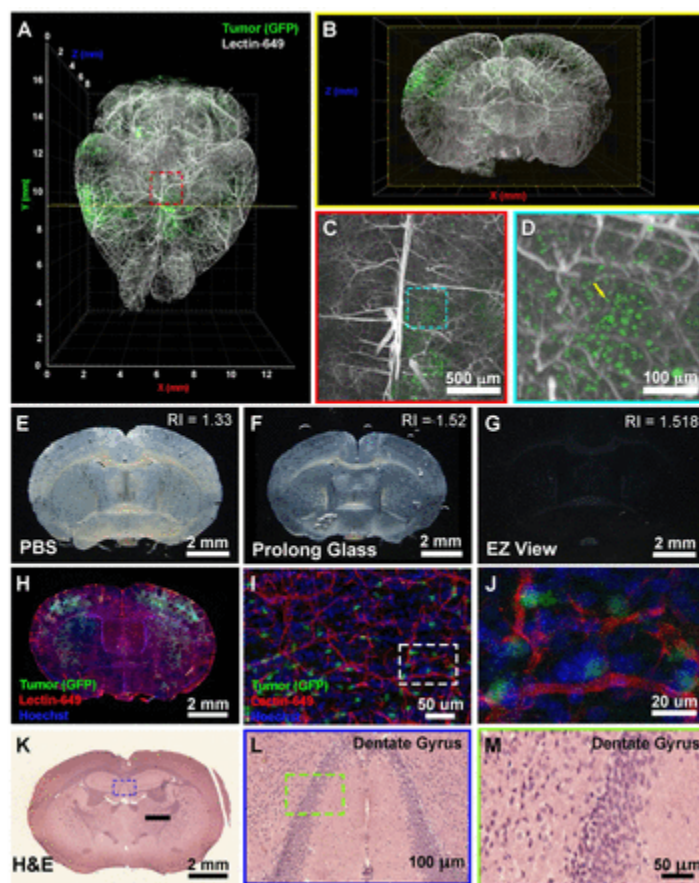 A
Tumor (GFP)
Lectin-649
0
2
4
6
8
Z (mm)
16
14
12
10
8
6
4
2
0
Y (mm)
0 2 4 6 8 10 12
X (mm)
B
Z (mm)
X (mm)
C
500 µm
D
100 µm
E
RI = 1.33
PBS
2 mm
F
RI = 1.52
Prolong Glass
2 mm
G
RI = 1.518
EZ View
2 mm
H
Tumor (GFP)
Lectin-649
Hoechst
2 mm
I
Tumor (GFP)
Lectin-649
Hoechst
50 um
J
20 um
K
H&E
2 mm
L
Dentate Gyrus
100 µm
M
Dentate Gyrus
50 µm